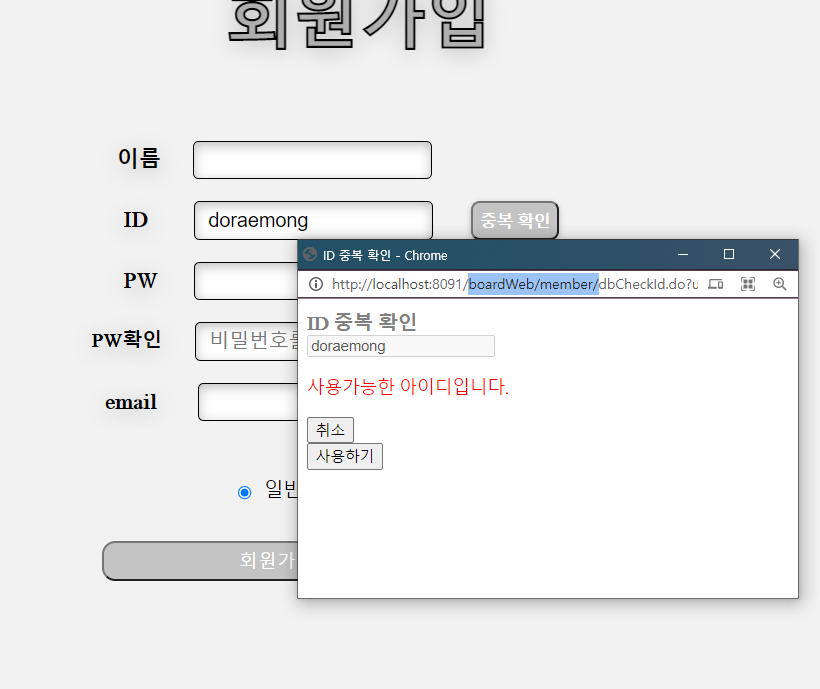 회원가입
이름
ID doraemong 중복 확인
ID 중복 확인 - Chrome
http://localhost:8091/boardWeb/member/dbCheckId.do?u
ID 중복 확인
doraemong
사용가능한 아이디입니다.
취소
사용하기
PW
PW확인 비밀번호를
email
일반
회원가